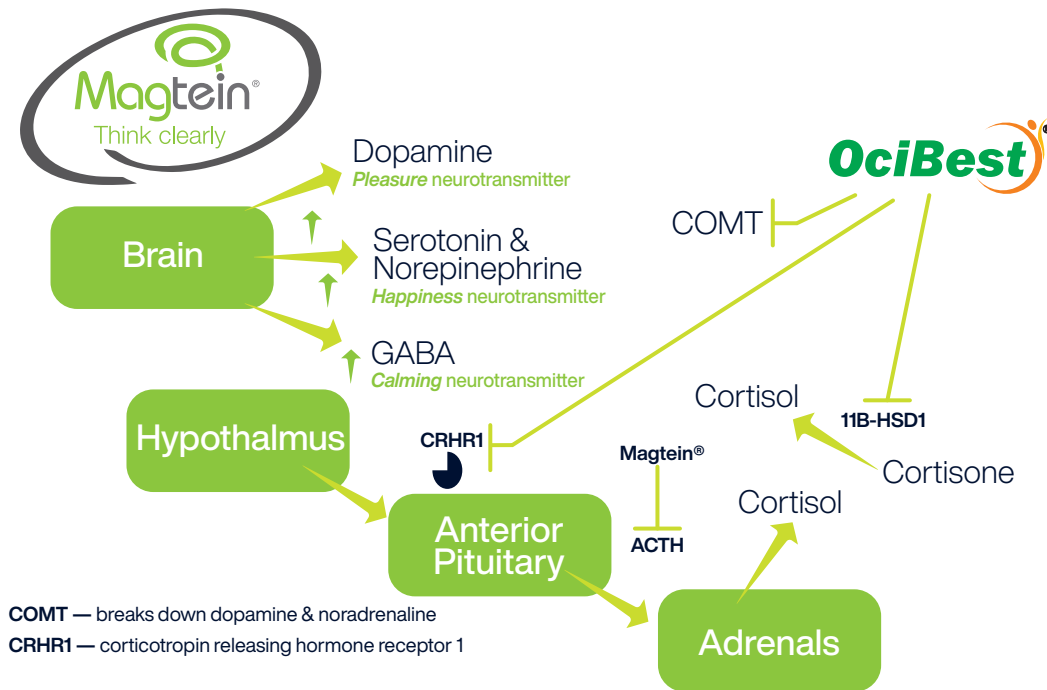 Magtein®
Think clearly
OciBest®
Dopamine
Pleasure neurotransmitter
Brain
COMT
Serotonin &
Norepinephrine
Happiness neurotransmitter
GABA
Calming neurotransmitter
Cortisol
11B-HSD1
Hypothalmus
CRHR1
Magtein®
Cortisone
Cortisol
Anterior
Pituitary
ACTH
COMT — breaks down dopamine & noradrenaline
CRHR1 — corticotropin releasing hormone receptor 1
Adrenals